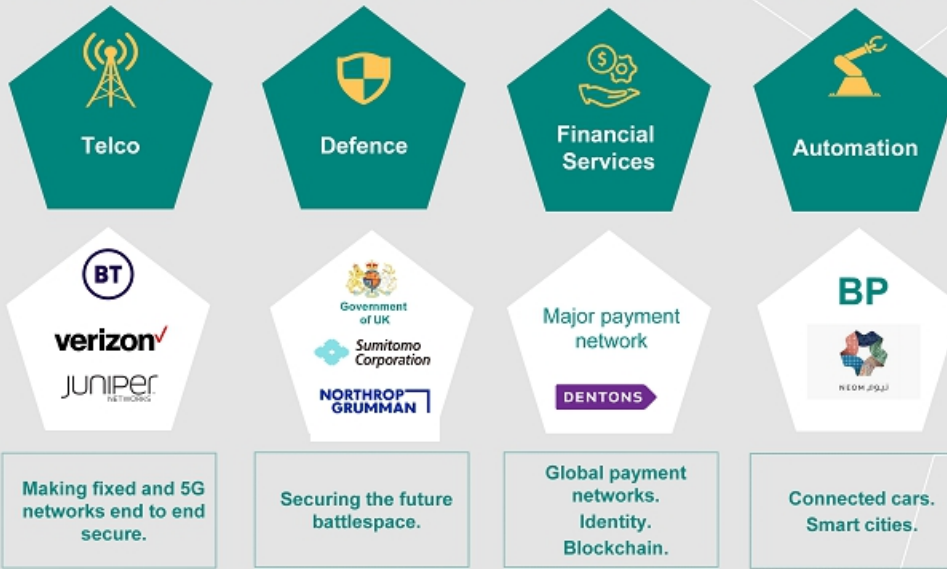 Telco
Defence
Financial
Services
Automation
BT
verizon
JUNIPER
NETWORKS
Government
of UK
Sumitomo
Corporation
NORTHROP
GRUMMAN
Major payment
network
DENTONS
BP
NEOM نيوم
Making fixed and 5G
networks end to end
secure.
Securing the future
battlespace.
Global payment
networks.
Identity.
Blockchain.
Connected cars.
Smart cities.